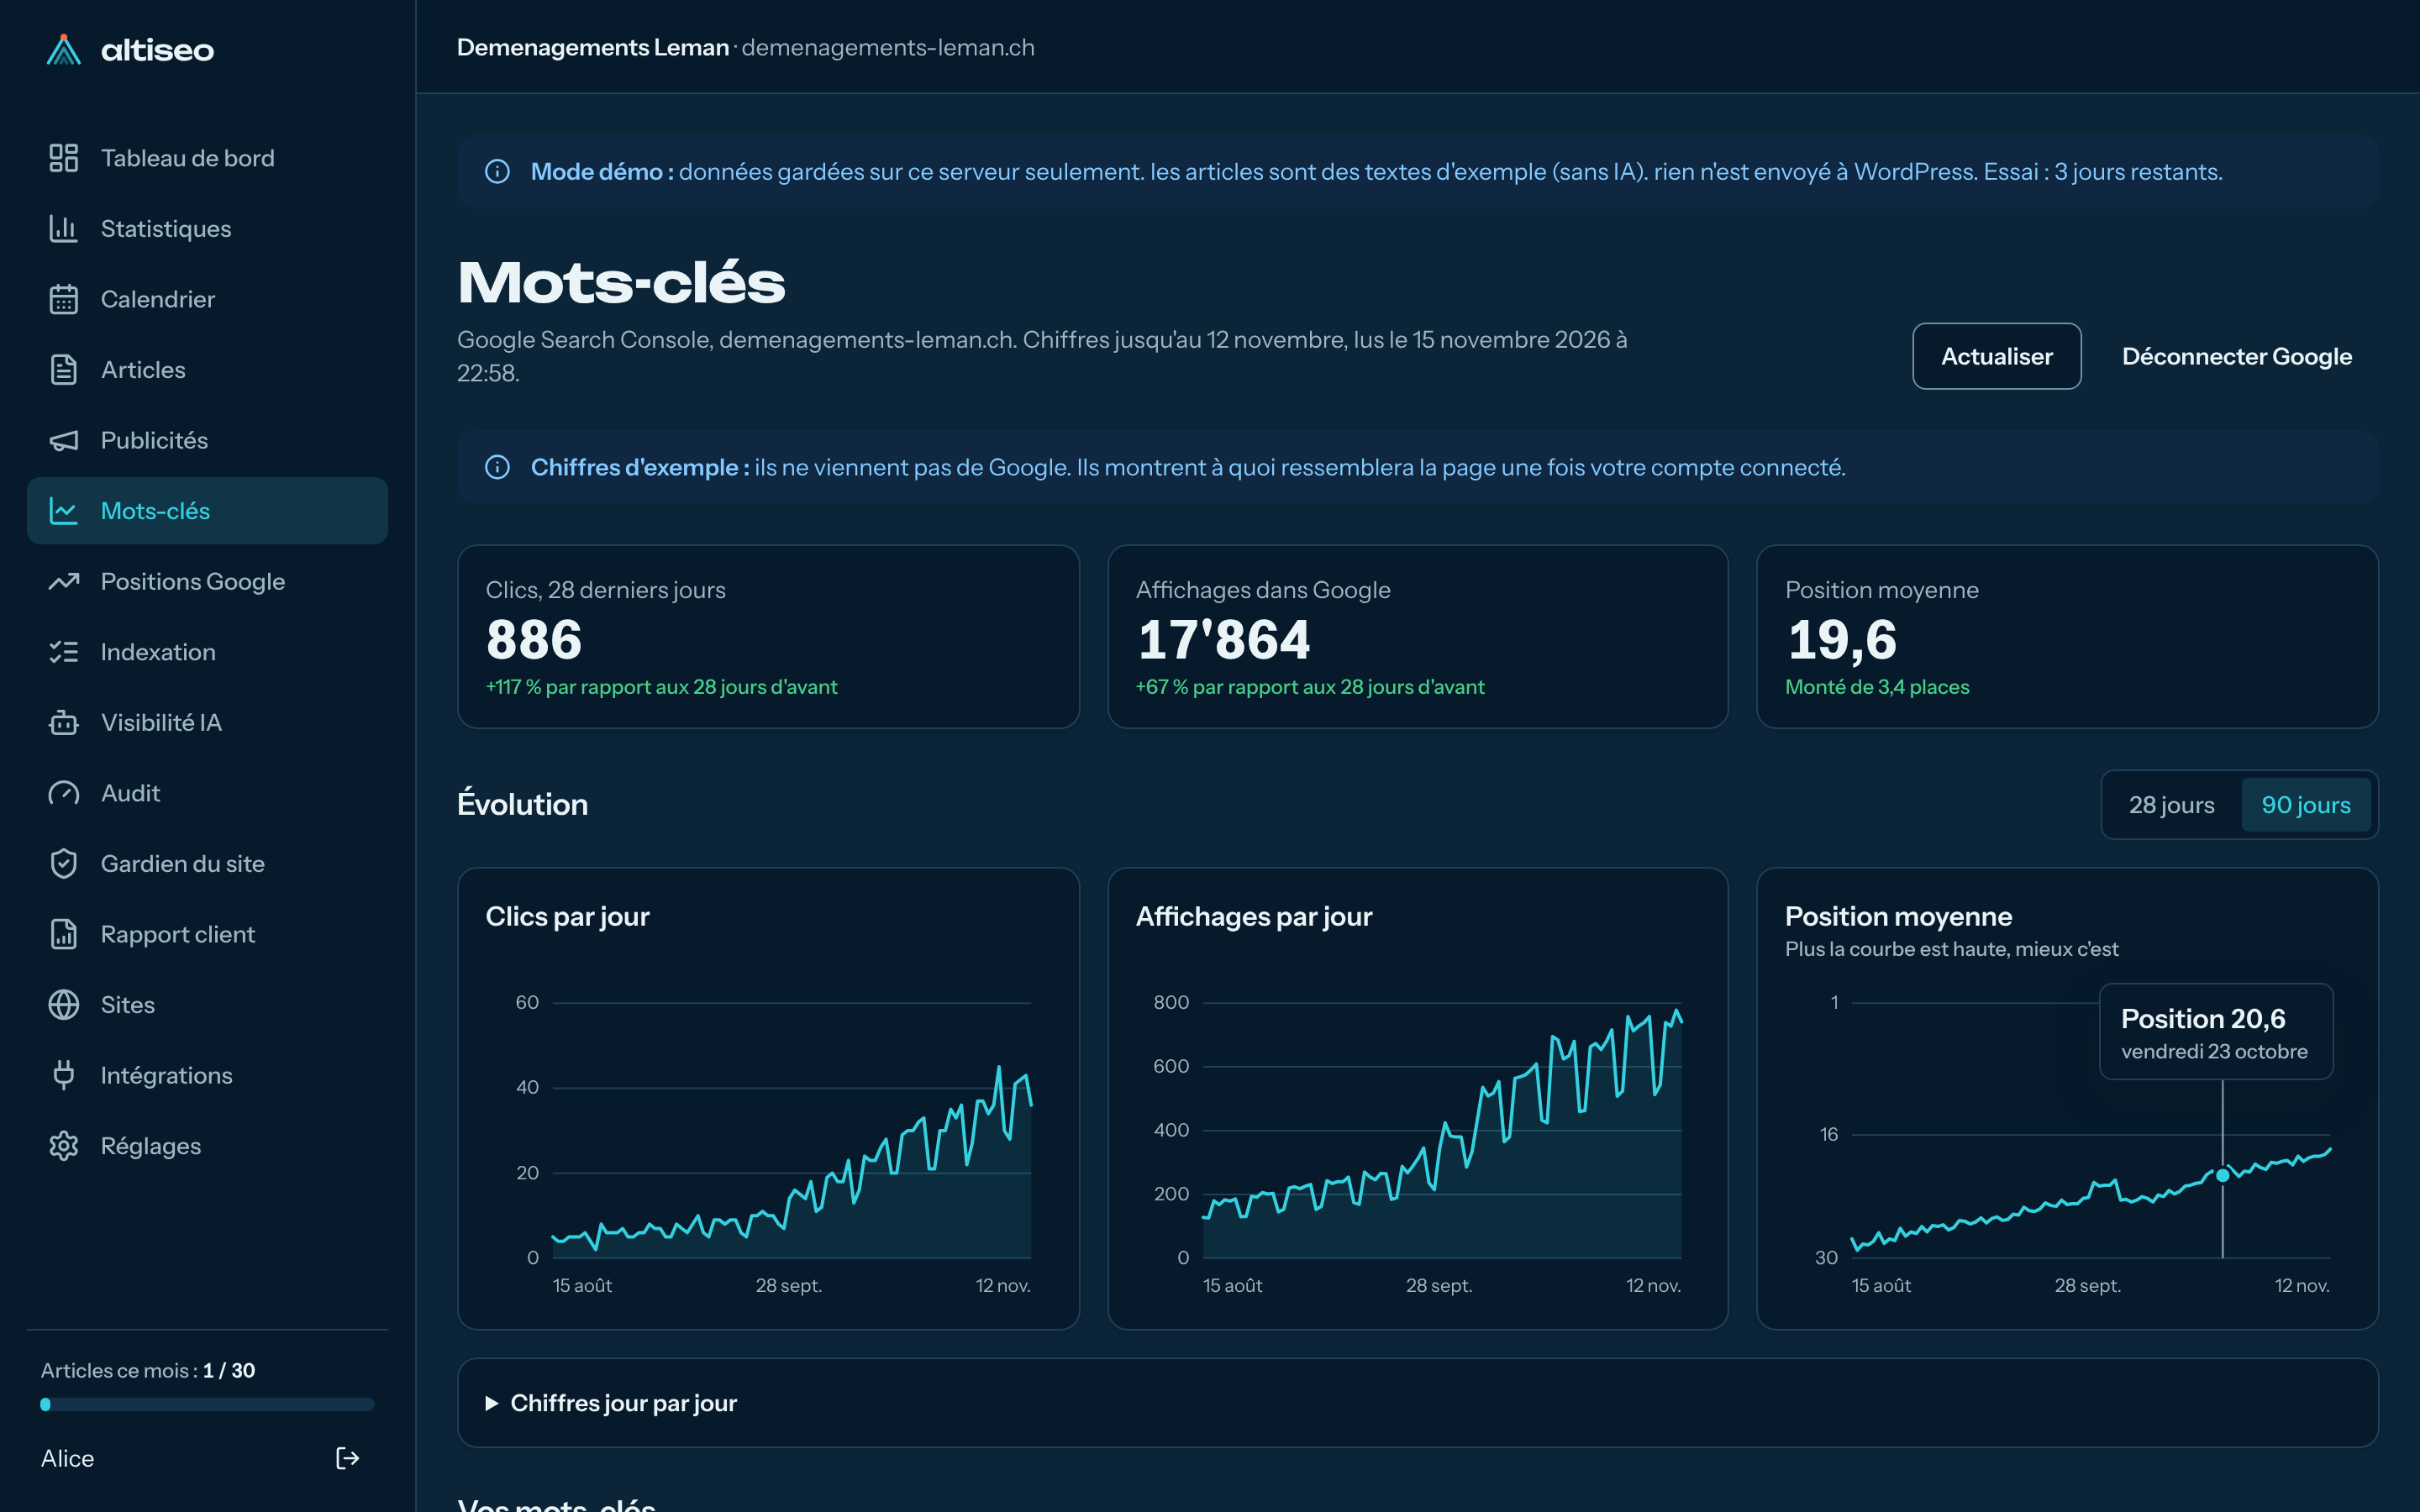 altiseo
Tableau de bord
Statistiques
Calendrier
Articles
Publicités
Mots-clés
Positions Google
Indexation
Visibilité IA
Audit
Gardien du site
Rapport client
Sites
Intégrations
Réglages
Articles ce mois : 1 / 30
Alice
Demenagements Leman · demenagements-leman.ch
Mode démo : données gardées sur ce serveur seulement. les articles sont des textes d'exemple (sans IA). rien n'est envoyé à WordPress. Essai : 3 jours restants.
Mots-clés
Google Search Console, demenagements-leman.ch. Chiffres jusqu'au 12 novembre, lus le 15 novembre 2026 à
22:58.
Actualiser
Déconnecter Google
Chiffres d'exemple : ils ne viennent pas de Google. Ils montrent à quoi ressemblera la page une fois votre compte connecté.
Clics, 28 derniers jours
886
+117 % par rapport aux 28 jours d'avant
Affichages dans Google
17'864
+67 % par rapport aux 28 jours d'avant
Position moyenne
19,6
Monté de 3,4 places
Évolution
28 jours
90 jours
Clics par jour
60
40
20
0
15 août
28 sept.
12 nov.
Affichages par jour
800
600
400
200
0
15 août
28 sept.
12 nov.
Position moyenne
Plus la courbe est haute, mieux c'est
Position 20,6
vendredi 23 octobre
1
16
30
15 août
28 sept.
12 nov.
Chiffres jour par jour
Vos mots-clés